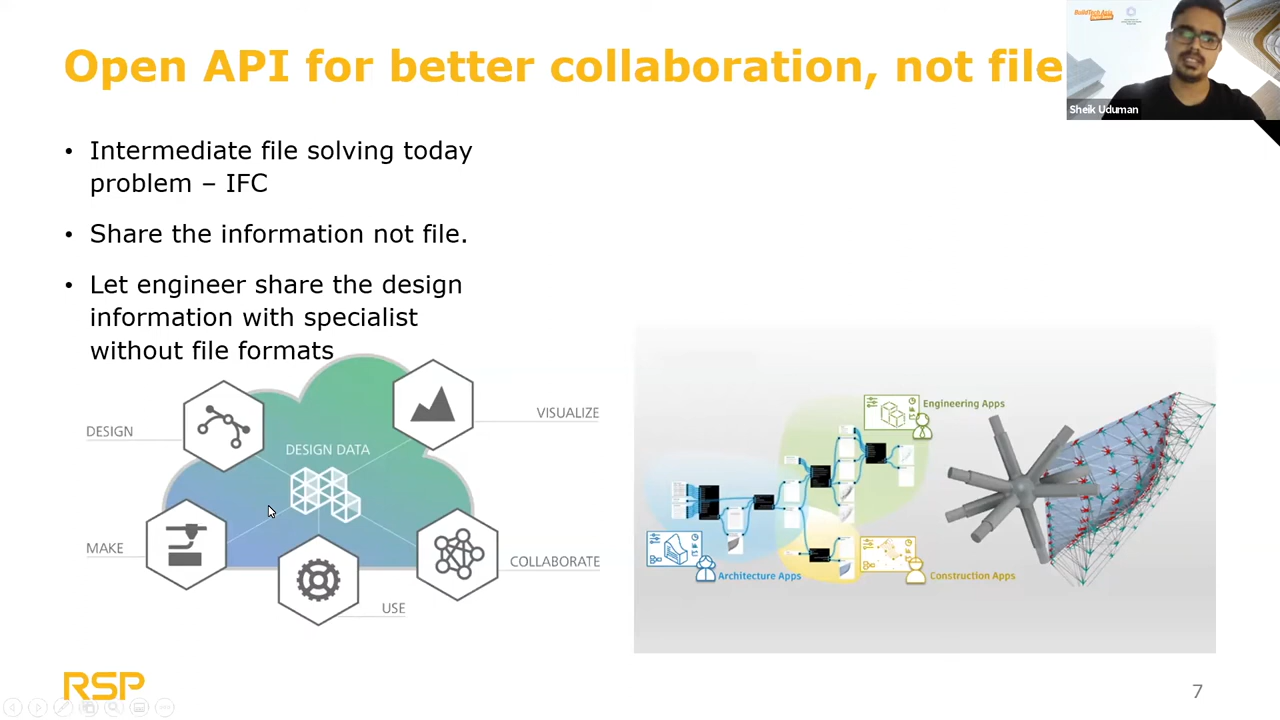 Open API for better collaboration, not file
BuildTech Asia
Sheik Uduman
• Intermediate file solving today
problem – IFC
• Share the information not file.
• Let engineer share the design
information with specialist
without file formats
DESIGN
VISUALIZE
DESIGN DATA
MAKE
COLLABORATE
USE
Engineering Apps
Architecture Apps
Construction Apps
RSP
7